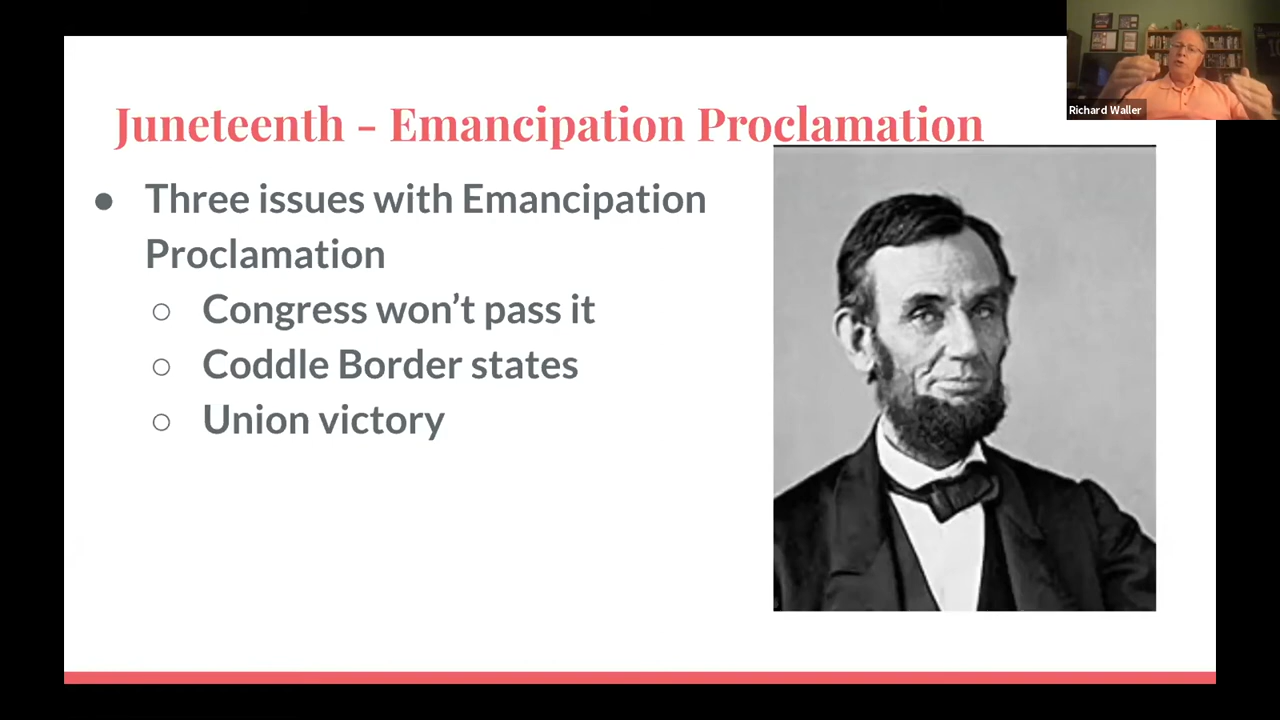 Juneteenth - Emancipation Proclamation
● Three issues with Emancipation
Proclamation
○ Congress won’t pass it
○ Coddle Border states
○ Union victory
Richard Waller